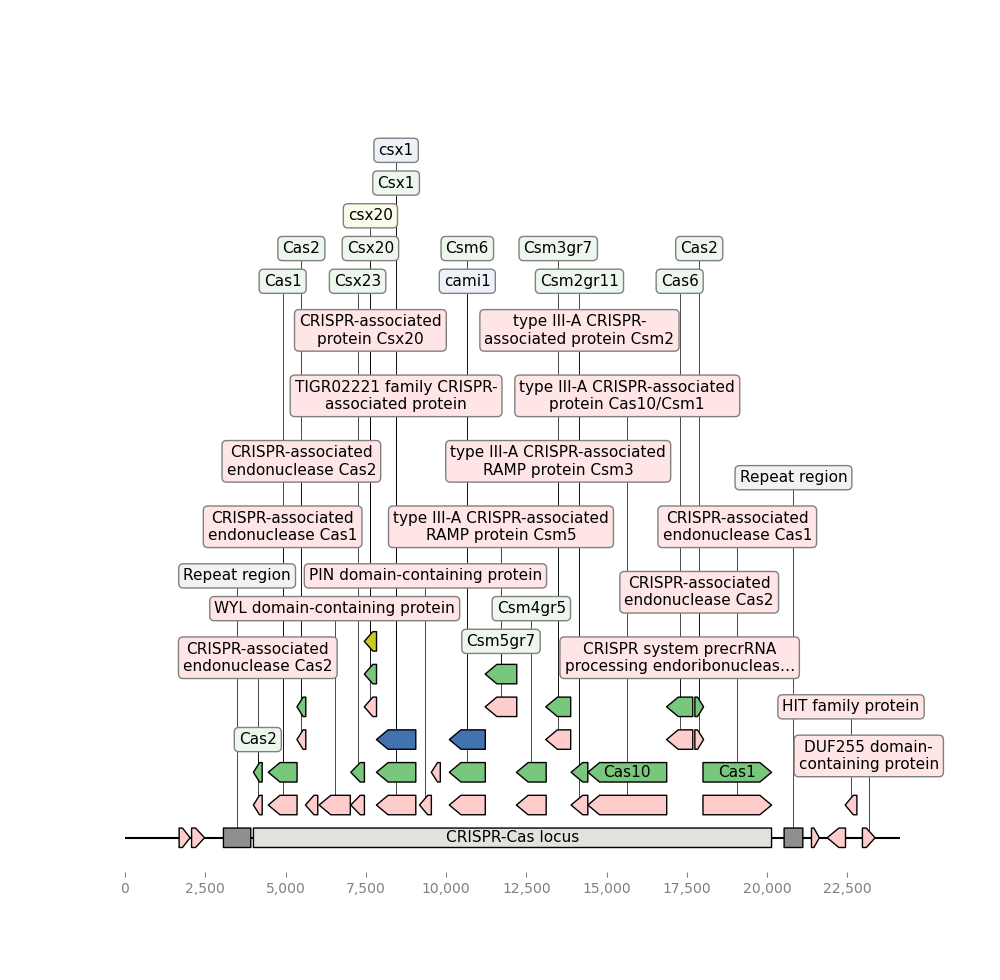 csx1
Csx1
csx20
Cas2
Csx20
Csm6
Csm3gr7
Cas2
Cas1
Csx23
cami1
Csm2gr11
Cas6
CRISPR-associated
protein Csx20
type III-A CRISPR-
associated protein Csm2
TIGR02221 family CRISPR-
associated protein
type III-A CRISPR-associated
protein Cas10/Csm1
CRISPR-associated
endonuclease Cas2
type III-A CRISPR-associated
RAMP protein Csm3
Repeat region
CRISPR-associated
endonuclease Cas1
type III-A CRISPR-associated
RAMP protein Csm5
CRISPR-associated
endonuclease Cas1
Repeat region
PIN domain-containing protein
CRISPR-associated
endonuclease Cas2
WYL domain-containing protein
Csm4gr5
Csm5gr7
CRISPR-associated
endonuclease Cas2
CRISPR system precrRNA
processing endoribonucleas...
HIT family protein
Cas2
DUF255 domain-
containing protein
Cas10
Cas1
CRISPR-Cas locus
0
2,500
5,000
7,500
10,000
12,500
15,000
17,500
20,000
22,500